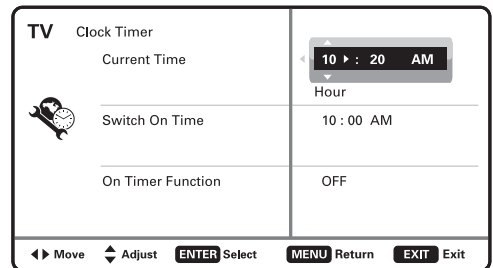 TV Clock Timer
Current Time 10 : 20 AM
Hour
Switch On Time 10 : 00 AM
On Timer Function OFF
Move Adjust ENTER Select MENU Return EXIT Exit